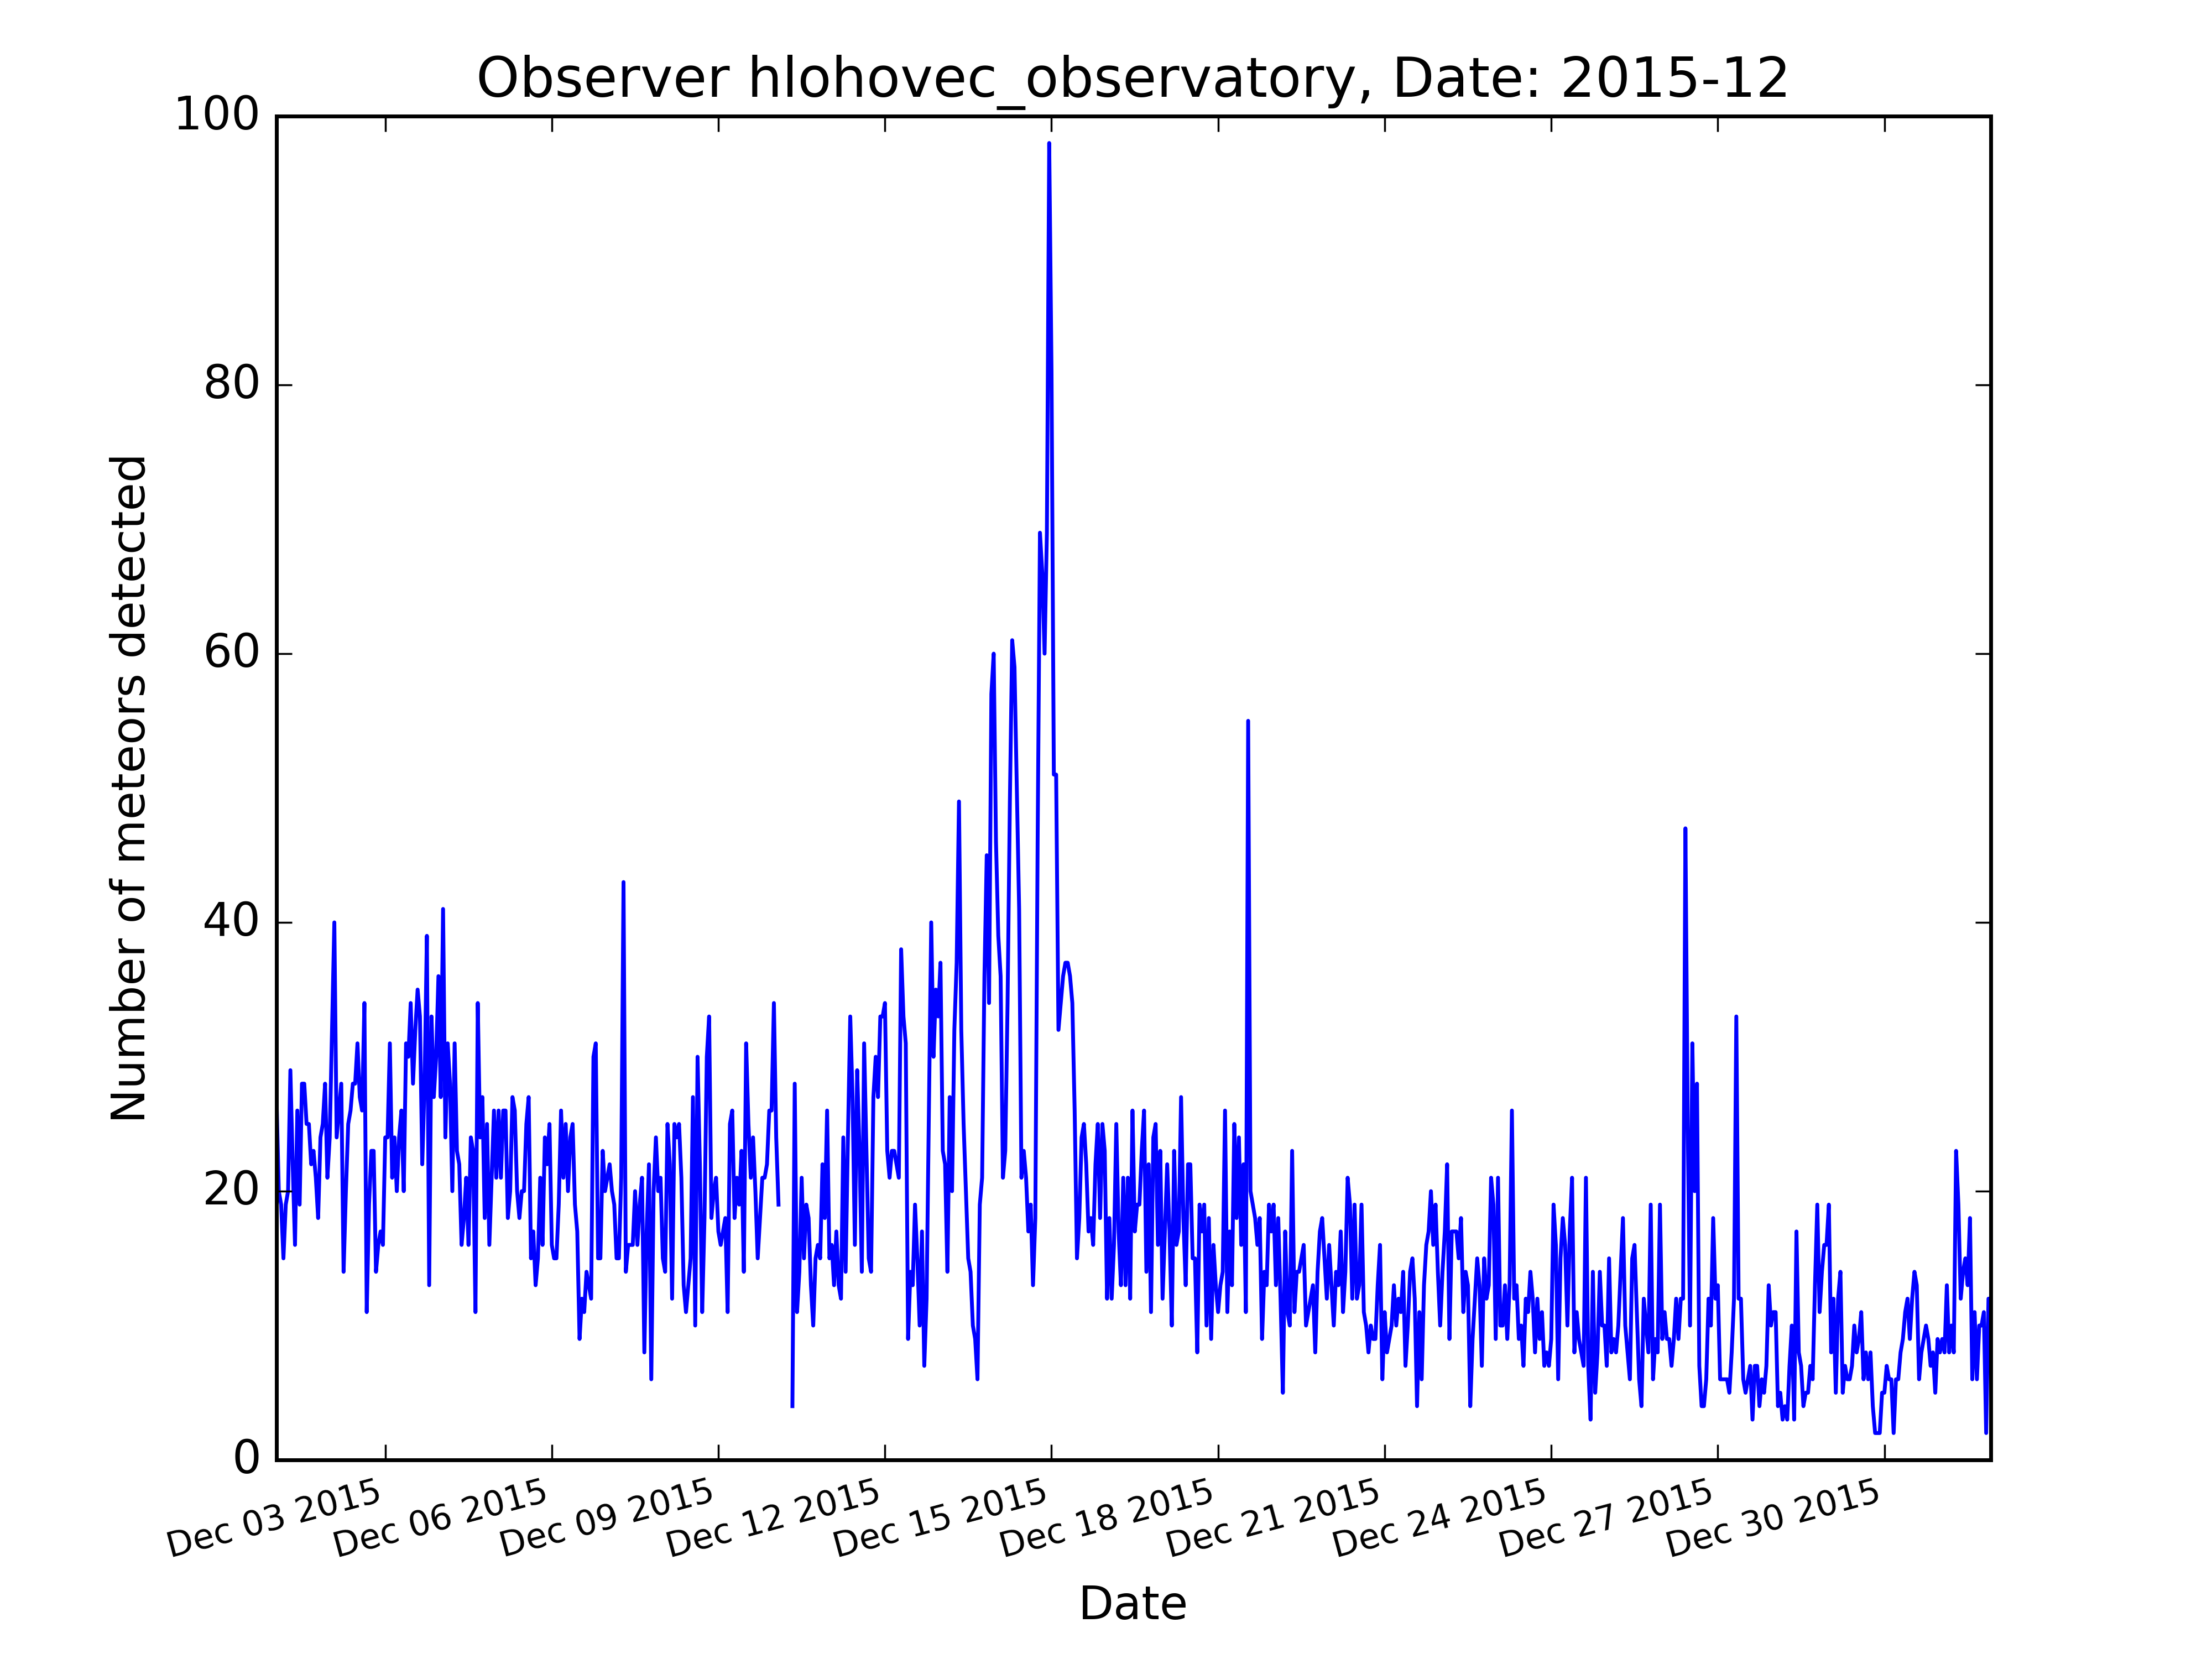 Observer hlohovec_observatory, Date: 2015-12
Number of meteors detected
100
80
60
40
20
0
Dec 03 2015
Dec 06 2015
Dec 09 2015
Dec 12 2015
Dec 15 2015
Dec 18 2015
Dec 21 2015
Dec 24 2015
Dec 27 2015
Dec 30 2015
Date